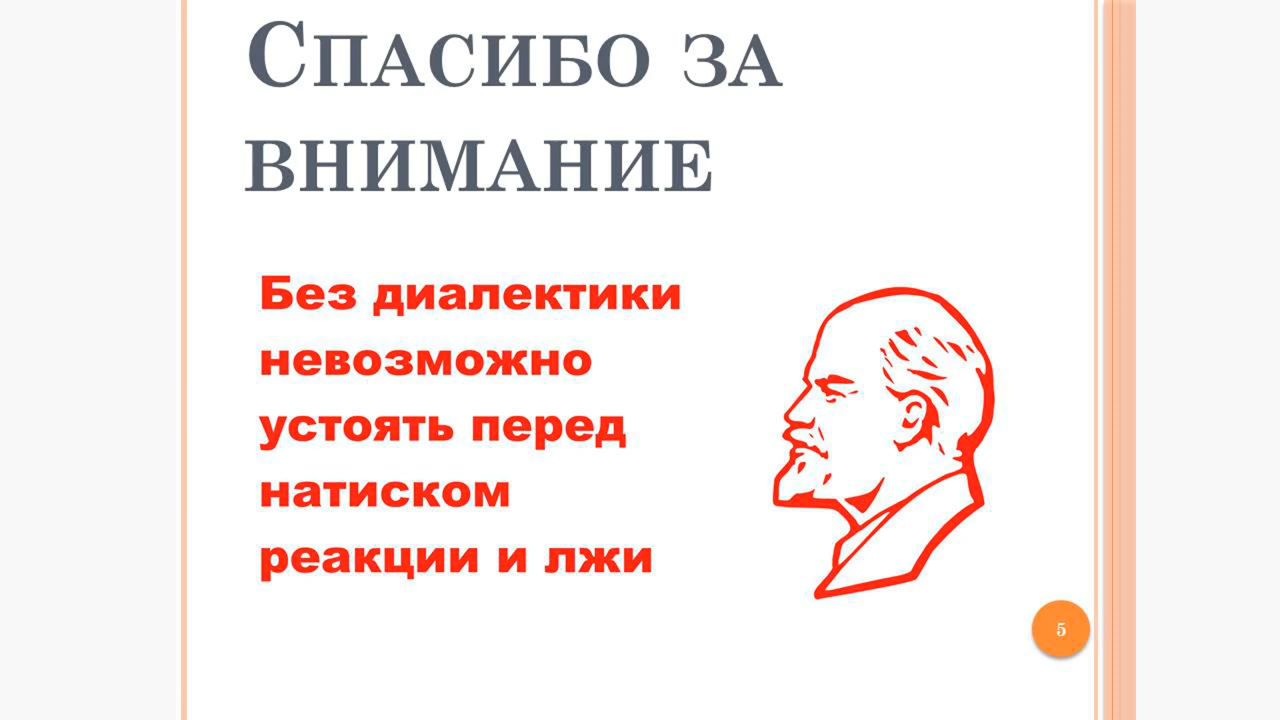 Спасибо за
внимание
Без диалектики
невозможно
устоять перед
натиском
реакции и лжи
5